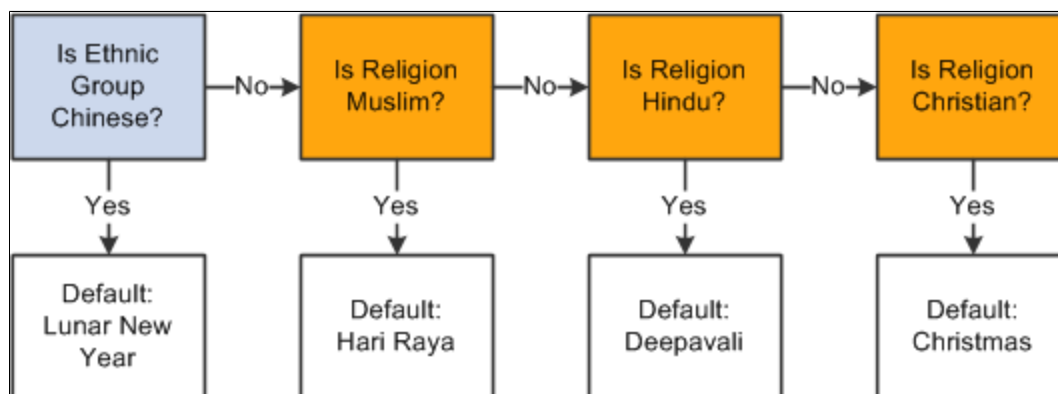 Is Ethnic
Group
Chinese?
No
Is Religion
Muslim?
No
Is Religion
Hindu?
No
Is Religion
Christian?
Yes
Yes
Yes
Yes
Default:
Lunar New
Year
Default:
Hari Raya
Default:
Deepavali
Default:
Christmas